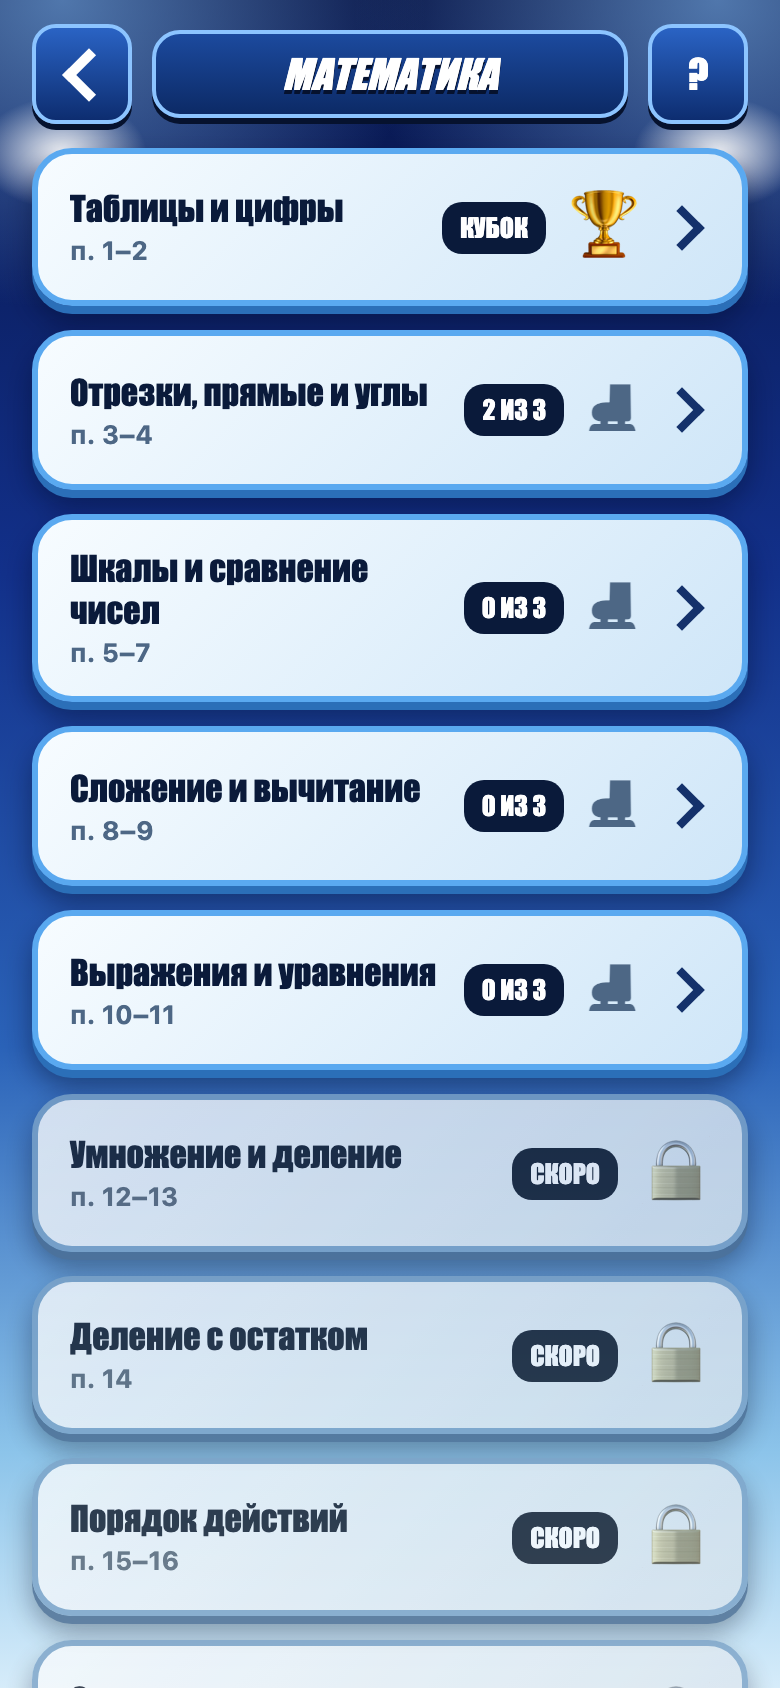 МАТЕМАТИКА
?
Таблицы и цифры
п. 1–2
КУБОК
Отрезки, прямые и углы
п. 3–4
2 ИЗ 3
Шкалы и сравнение
чисел
п. 5–7
0 ИЗ 3
Сложение и вычитание
п. 8–9
0 ИЗ 3
Выражения и уравнения
п. 10–11
0 ИЗ 3
Умножение и деление
п. 12–13
СКОРО
Деление с остатком
п. 14
СКОРО
Порядок действий
п. 15–16
СКОРО